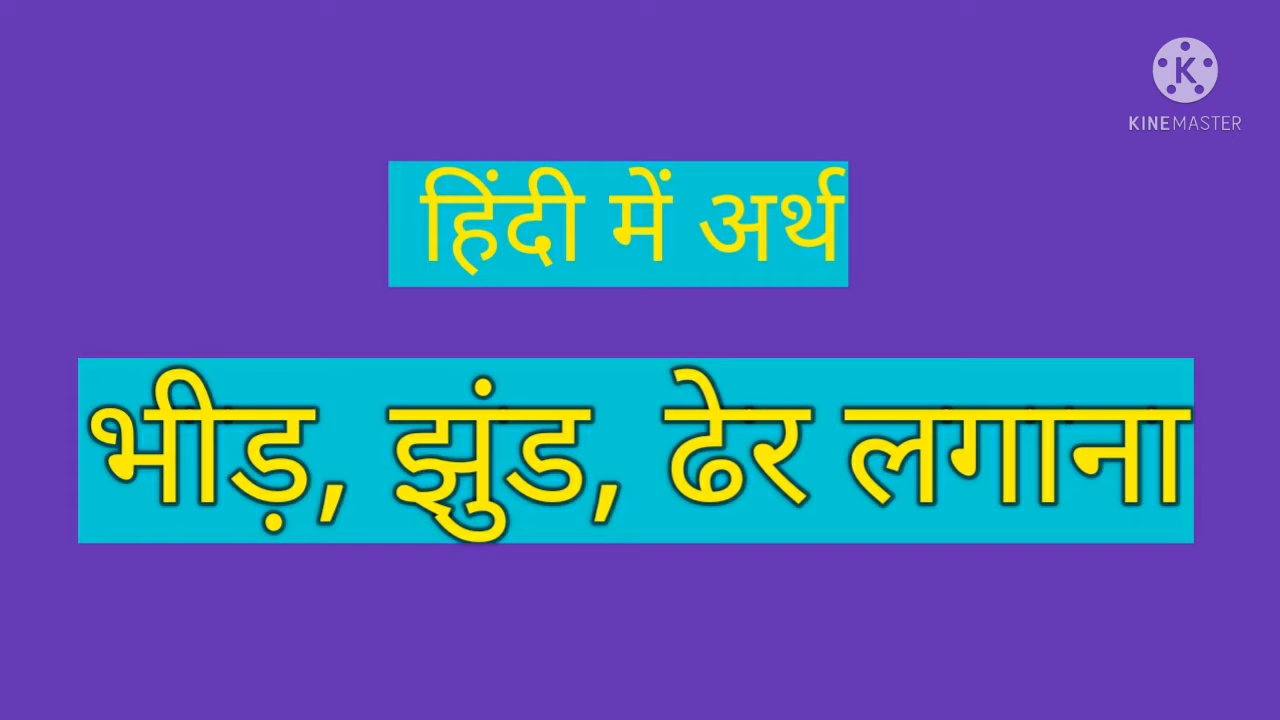 K
KINEMASTER
हिंदी में अर्थ
भीड़, झुंड, ढेर लगाना